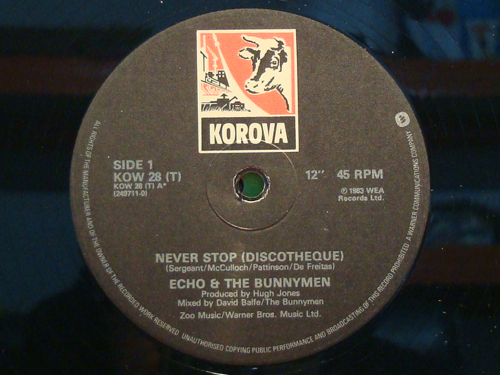 KOROVA
SIDE 1
KOW 28 (T)
KOW 28 (T) A*
(249711-0)
12" 45 RPM
℗ 1983 WEA
Records Ltd.
NEVER STOP (DISCOTHEQUE)
(Sergeant/McCulloch/Pattinson/De Freitas)
ECHO & THE BUNNYMEN
Produced by Hugh Jones
Mixed by David Balfe/The Bunnymen
Zoo Music/Warner Bros. Music Ltd.
ALL RIGHTS OF THE MANUFACTURER AND OF THE OWNER OF THE RECORDED WORK RESERVED UNAUTHORISED COPYING PUBLIC PERFORMANCE AND BROADCASTING OF THIS RECORD PROHIBITED A WARNER COMMUNICATIONS COMPANY